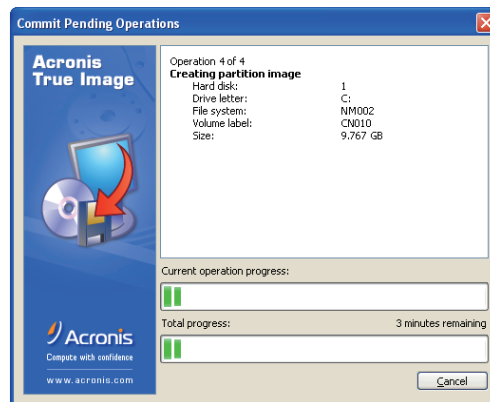 Commit Pending Operations
Acronis
True Image
Operation 4 of 4
Creating partition image
Hard disk: 1
Drive letter: C:
File system: NM002
Volume label: CN010
Size: 9.767 GB
Current operation progress:
Total progress: 3 minutes remaining
Acronis
Compute with confidence
www.acronis.com
Cancel